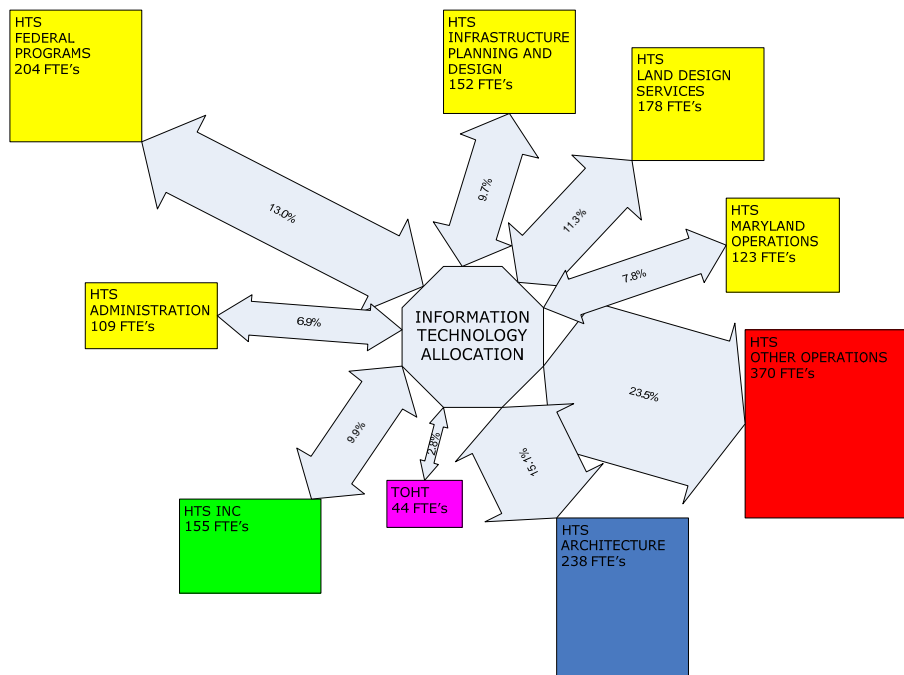 HTS
FEDERAL
PROGRAMS
204 FTE's
HTS
INFRASTRUCTURE
PLANNING AND
DESIGN
152 FTE's
HTS
LAND DESIGN
SERVICES
178 FTE's
13.0%
9.7%
11.3%
HTS
MARYLAND
OPERATIONS
123 FTE's
7.8%
HTS
ADMINISTRATION
109 FTE's
6.9%
INFORMATION
TECHNOLOGY
ALLOCATION
HTS
OTHER OPERATIONS
370 FTE's
23.5%
9.9%
2.8%
15.1%
HTS INC
155 FTE's
TOHT
44 FTE's
HTS
ARCHITECTURE
238 FTE's